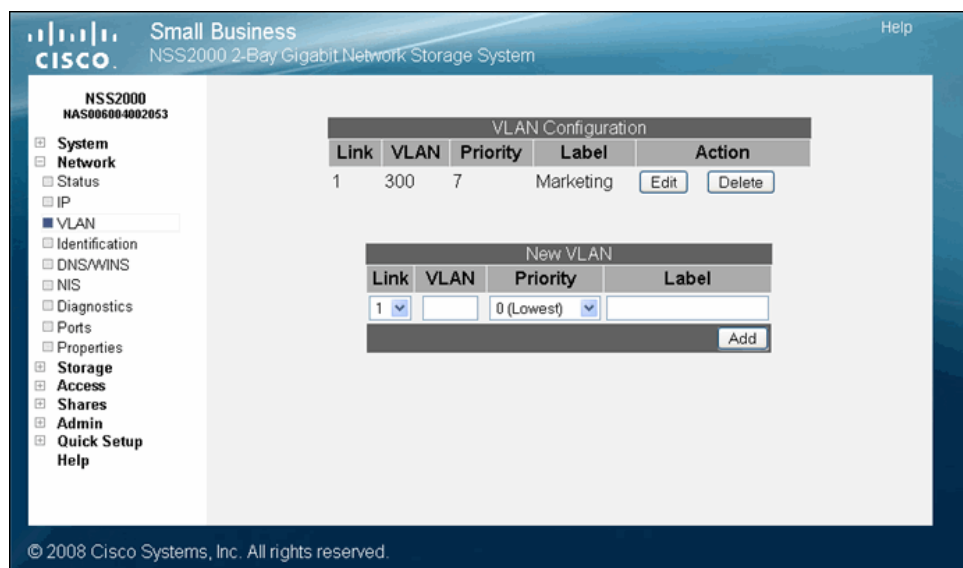 CISCO.
Small Business
NSS2000 2-Bay Gigabit Network Storage System
Help
NSS2000
NAS006004002053
System
Network
Status
IP
VLAN
Identification
DNS/WINS
NIS
Diagnostics
Ports
Properties
Storage
Access
Shares
Admin
Quick Setup
Help
VLAN Configuration
Link VLAN Priority Label Action
1 300 7 Marketing Edit Delete
New VLAN
Link VLAN Priority Label
1 0 (Lowest)
Add
© 2008 Cisco Systems, Inc. All rights reserved.